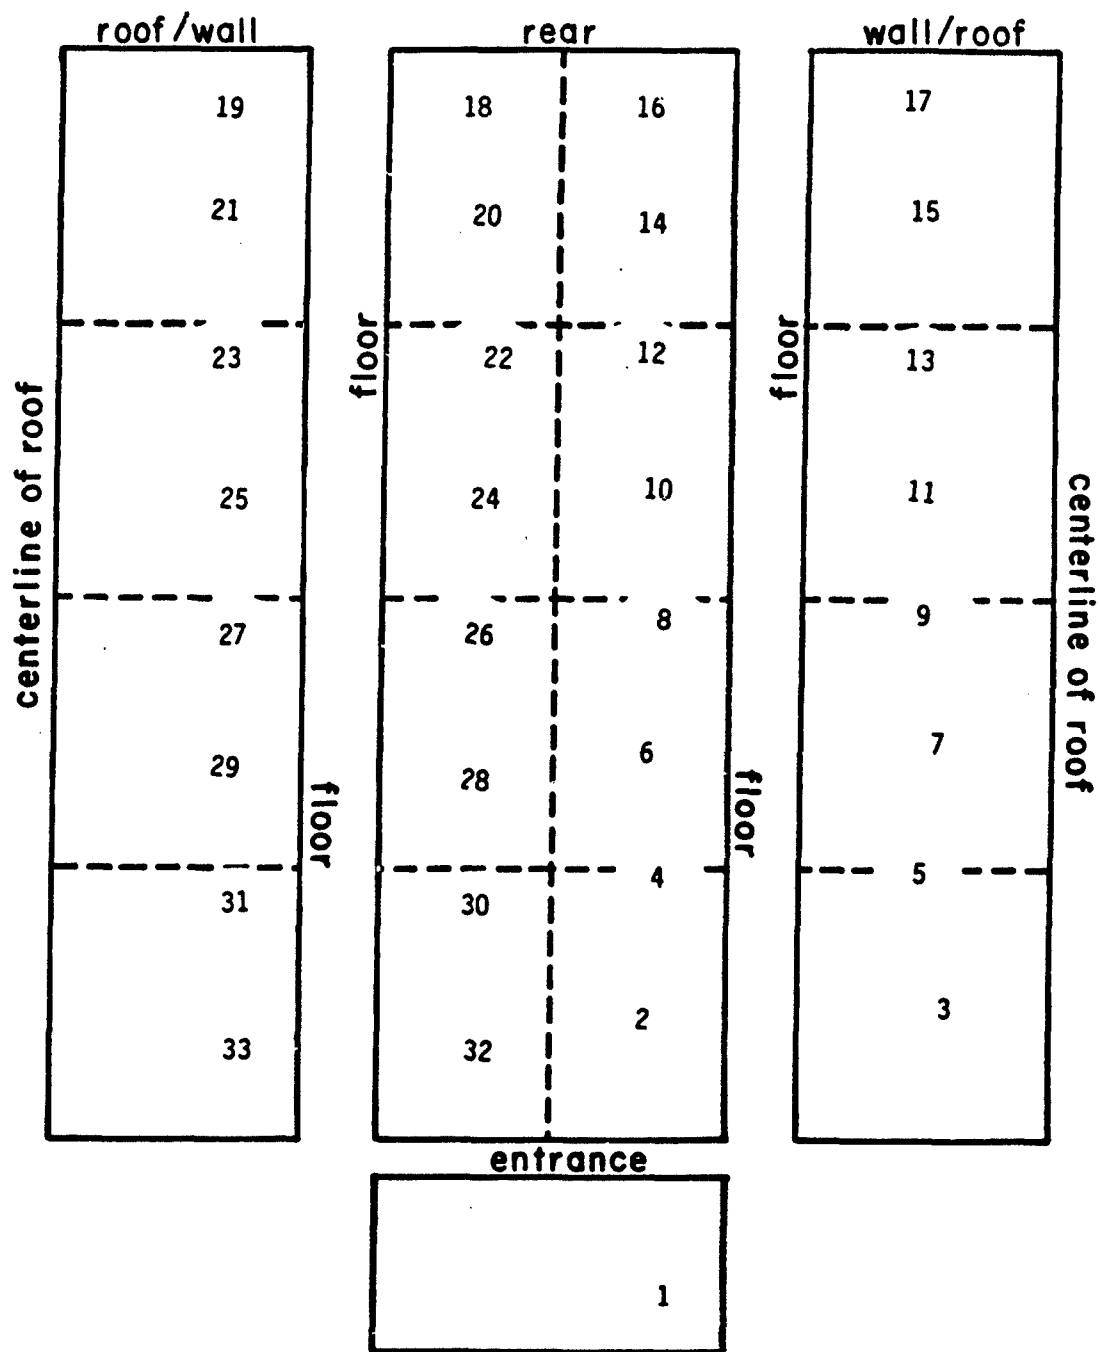 roof/wall rear wall/roof
19 18 16 17
21 20 14 15
floor floor
23 22 12 13
centerline of roof
25 24 10 11
centerline of roof
27 26 8 9
29 28 6 7
floor floor
31 30 4 5
33 32 2 3
entrance
1